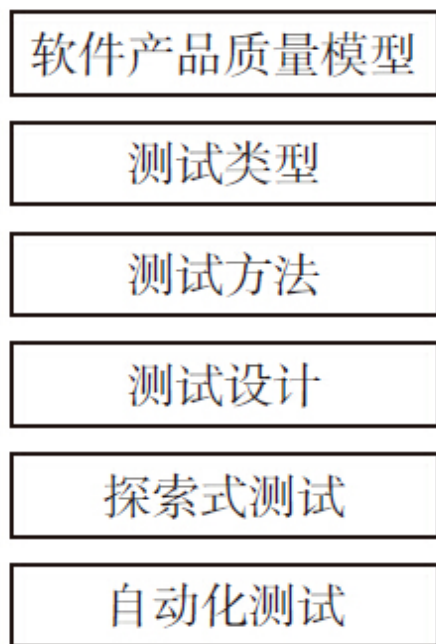 软件产品质量模型
测试类型
测试方法
测试设计
探索式测试
自动化测试